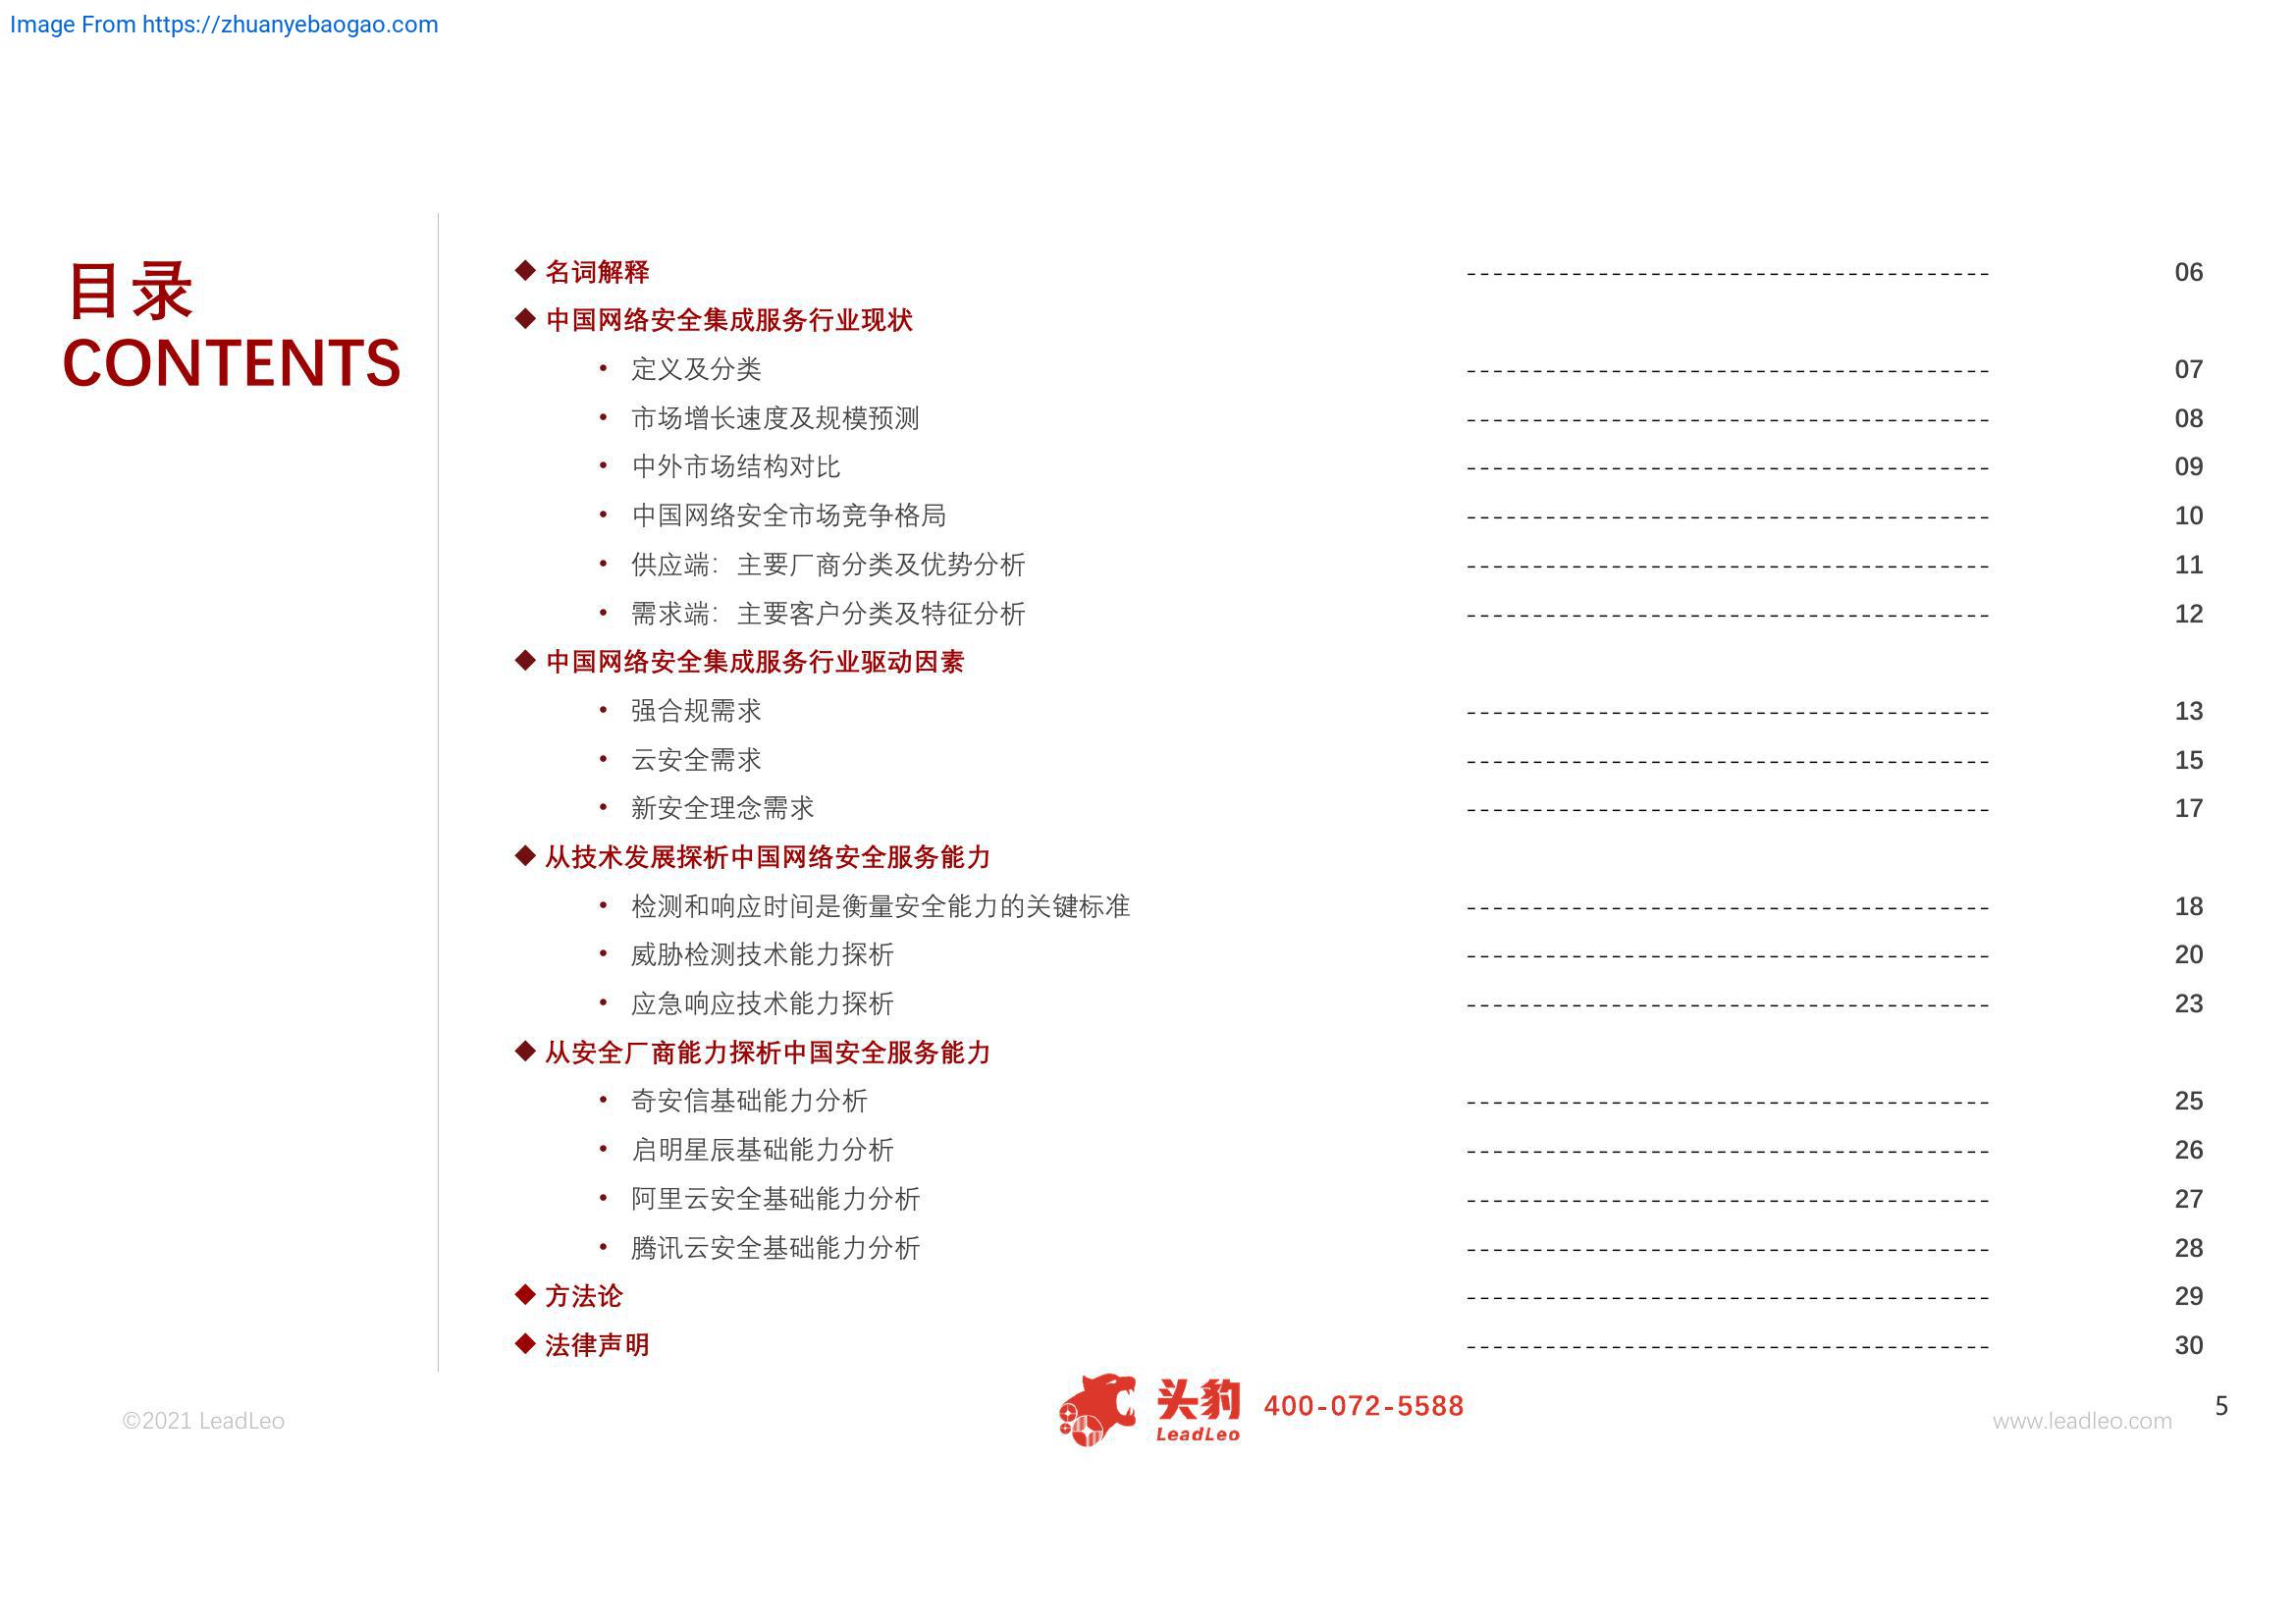 Image From https://zhuanyebaogao.com
目录
CONTENTS
◆ 名词解释 ---------------------------------------- 06
◆ 中国网络安全集成服务行业现状
• 定义及分类 ---------------------------------------- 07
• 市场增长速度及规模预测 ---------------------------------------- 08
• 中外市场结构对比 ---------------------------------------- 09
• 中国网络安全市场竞争格局 ---------------------------------------- 10
• 供应端：主要厂商分类及优势分析 ---------------------------------------- 11
• 需求端：主要客户分类及特征分析 ---------------------------------------- 12
◆ 中国网络安全集成服务行业驱动因素
• 强合规需求 ---------------------------------------- 13
• 云安全需求 ---------------------------------------- 15
• 新安全理念需求 ---------------------------------------- 17
◆ 从技术发展探析中国网络安全服务能力
• 检测和响应时间是衡量安全能力的关键标准 ---------------------------------------- 18
• 威胁检测技术能力探析 ---------------------------------------- 20
• 应急响应技术能力探析 ---------------------------------------- 23
◆ 从安全厂商能力探析中国安全服务能力
• 奇安信基础能力分析 ---------------------------------------- 25
• 启明星辰基础能力分析 ---------------------------------------- 26
• 阿里云安全基础能力分析 ---------------------------------------- 27
• 腾讯云安全基础能力分析 ---------------------------------------- 28
◆ 方法论 ---------------------------------------- 29
◆ 法律声明 ---------------------------------------- 30
©2021 LeadLeo
头豹
LeadLeo
400-072-5588
www.leadleo.com
5